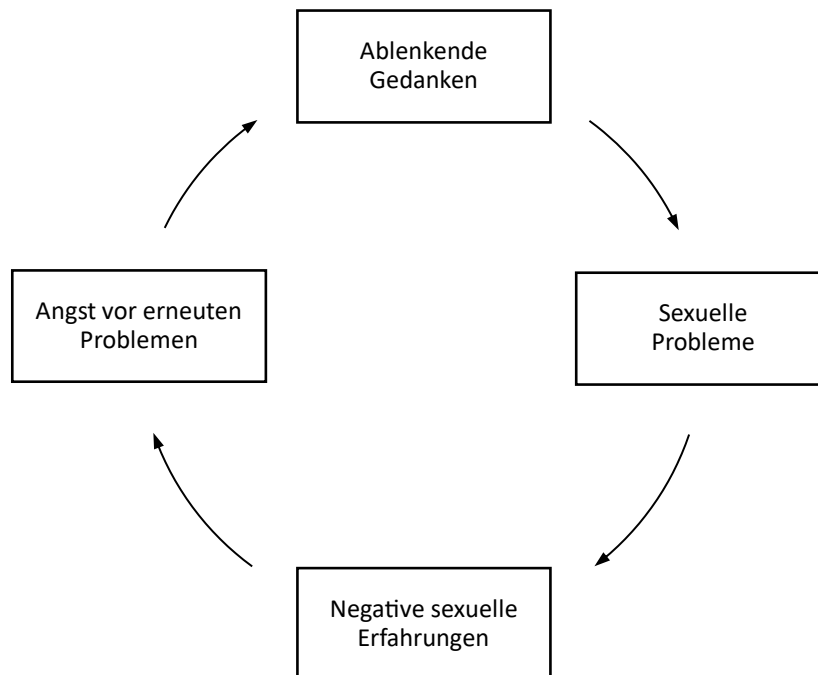 Ablenkende
Gedanken
Angst vor erneuten
Problemen
Sexuelle
Probleme
Negative sexuelle
Erfahrungen